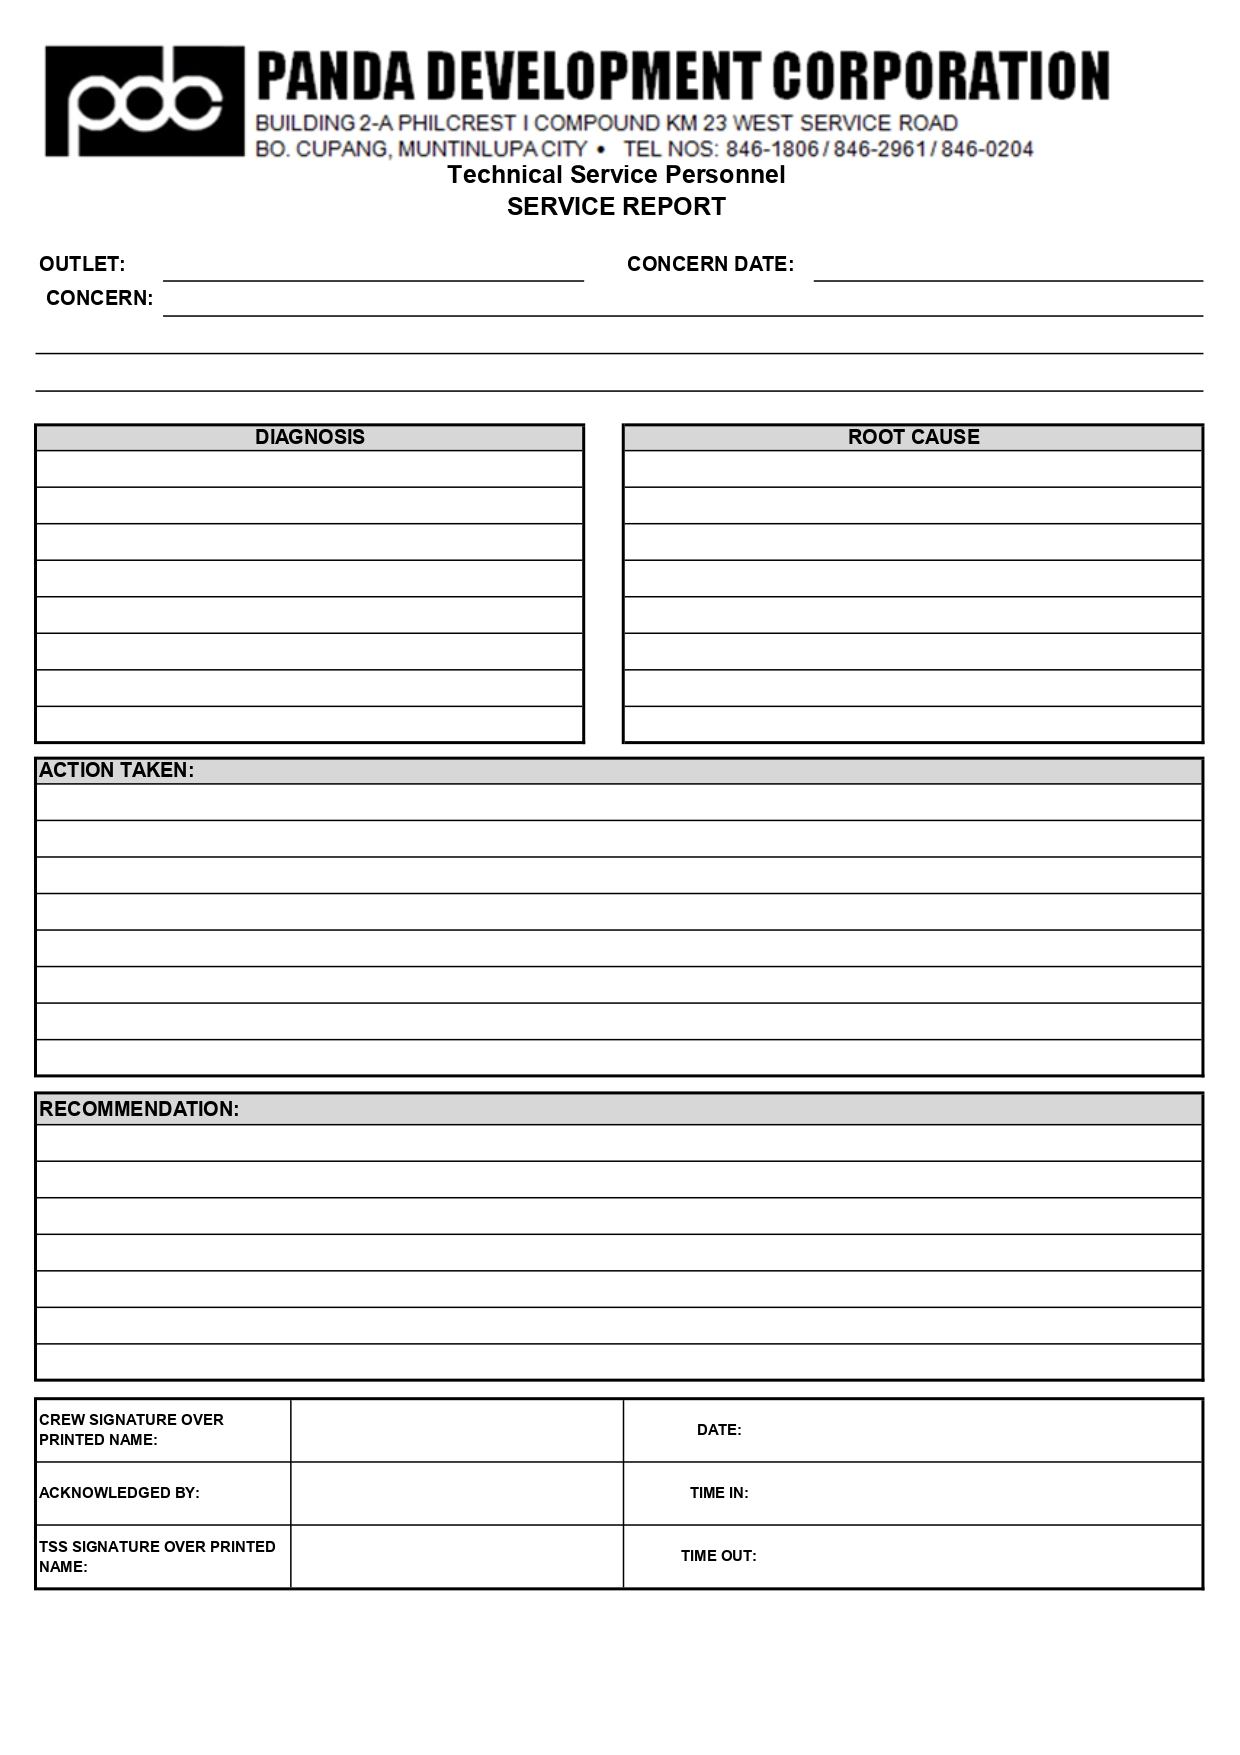 pdc PANDA DEVELOPMENT CORPORATION
BUILDING 2-A PHILCREST I COMPOUND KM 23 WEST SERVICE ROAD
BO. CUPANG, MUNTINLUPA CITY • TEL NOS: 846-1806 / 846-2961 / 846-0204
Technical Service Personnel
SERVICE REPORT
OUTLET: CONCERN DATE:
CONCERN:
DIAGNOSIS ROOT CAUSE
ACTION TAKEN:
RECOMMENDATION:
CREW SIGNATURE OVER
PRINTED NAME:
DATE:
ACKNOWLEDGED BY:
TIME IN:
TSS SIGNATURE OVER PRINTED
NAME:
TIME OUT: